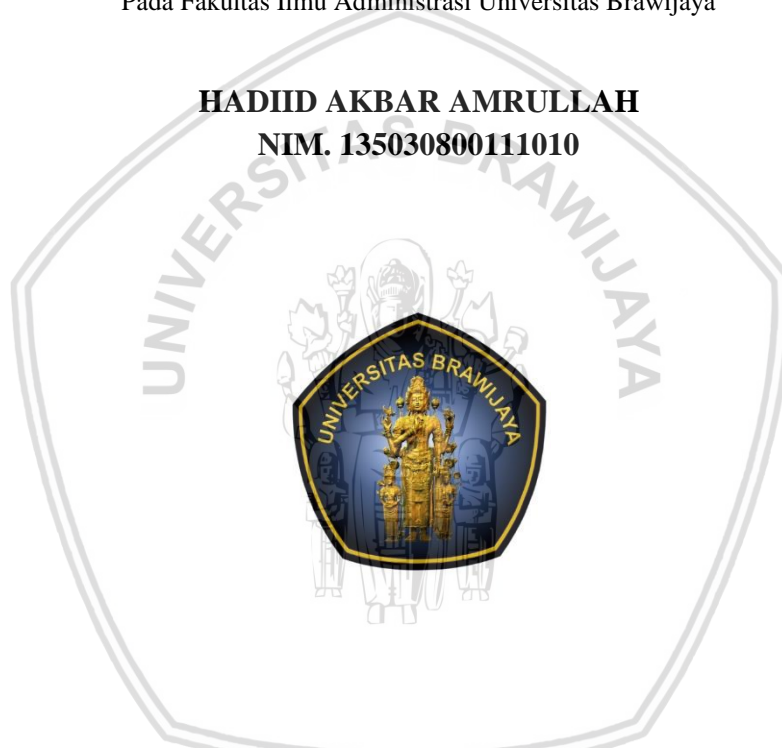 Pada Fakultas Ilmu Administrasi Universitas Brawijaya
HADIID AKBAR AMRULLAH
NIM. 135030800111010
UNIVERSITAS BRAWIJAYA
UNIVERSITAS BRAWIJAYA